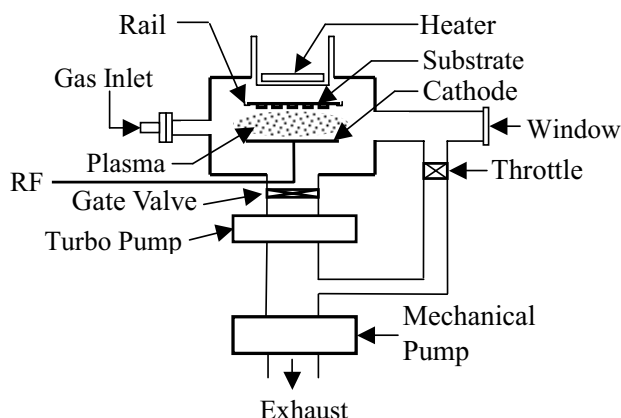 Rail
Heater
Substrate
Gas Inlet
Cathode
Window
Plasma
Throttle
RF
Gate Valve
Turbo Pump
Mechanical
Pump
Exhaust